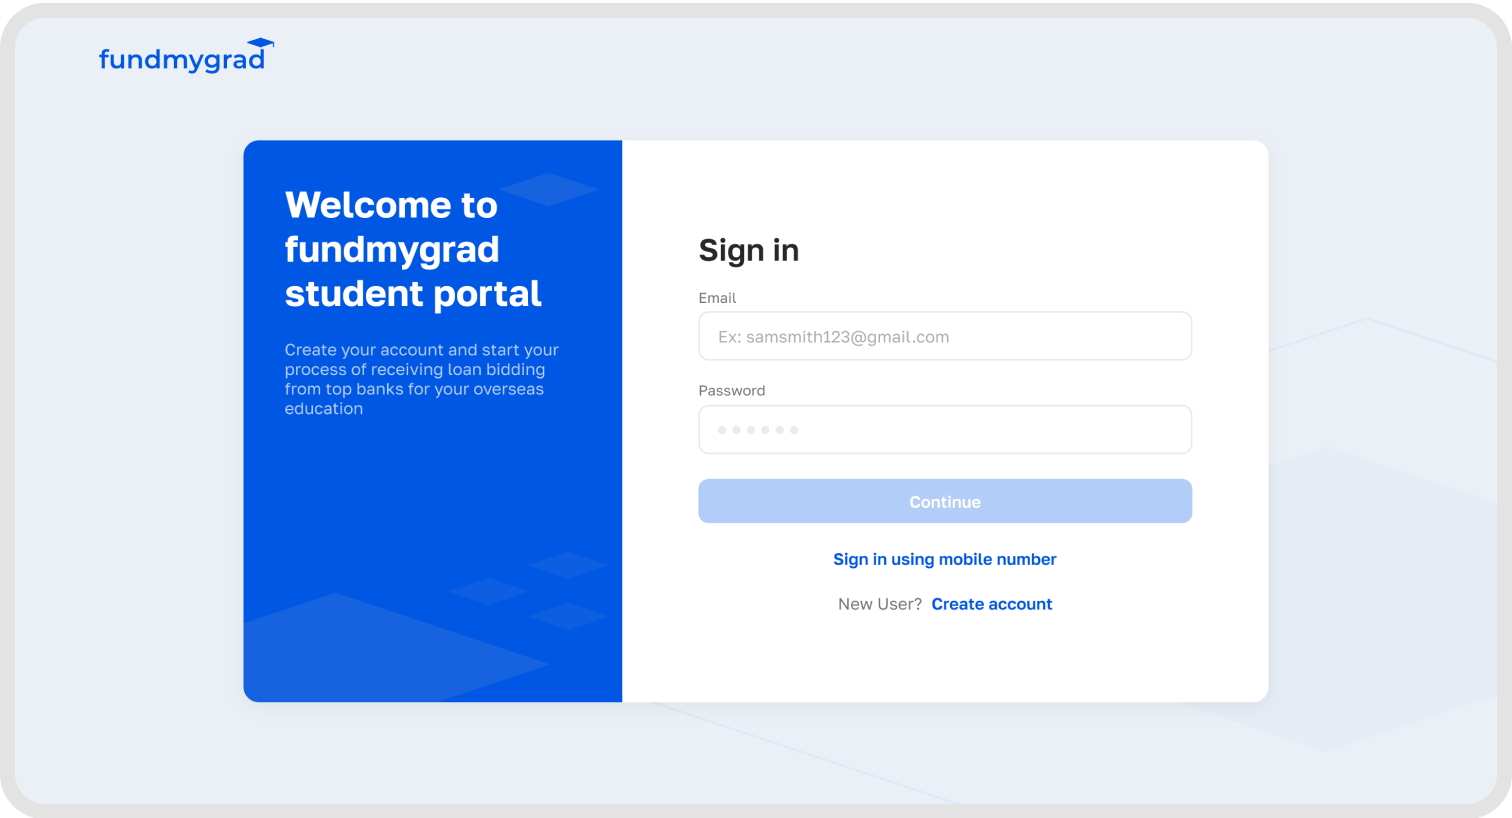 fundmygrad
Welcome to
fundmygrad
student portal
Create your account and start your
process of receiving loan bidding
from top banks for your overseas
education
Sign in
Email
Ex: samsmith123@gmail.com
Password
Continue
Sign in using mobile number
New User? Create account